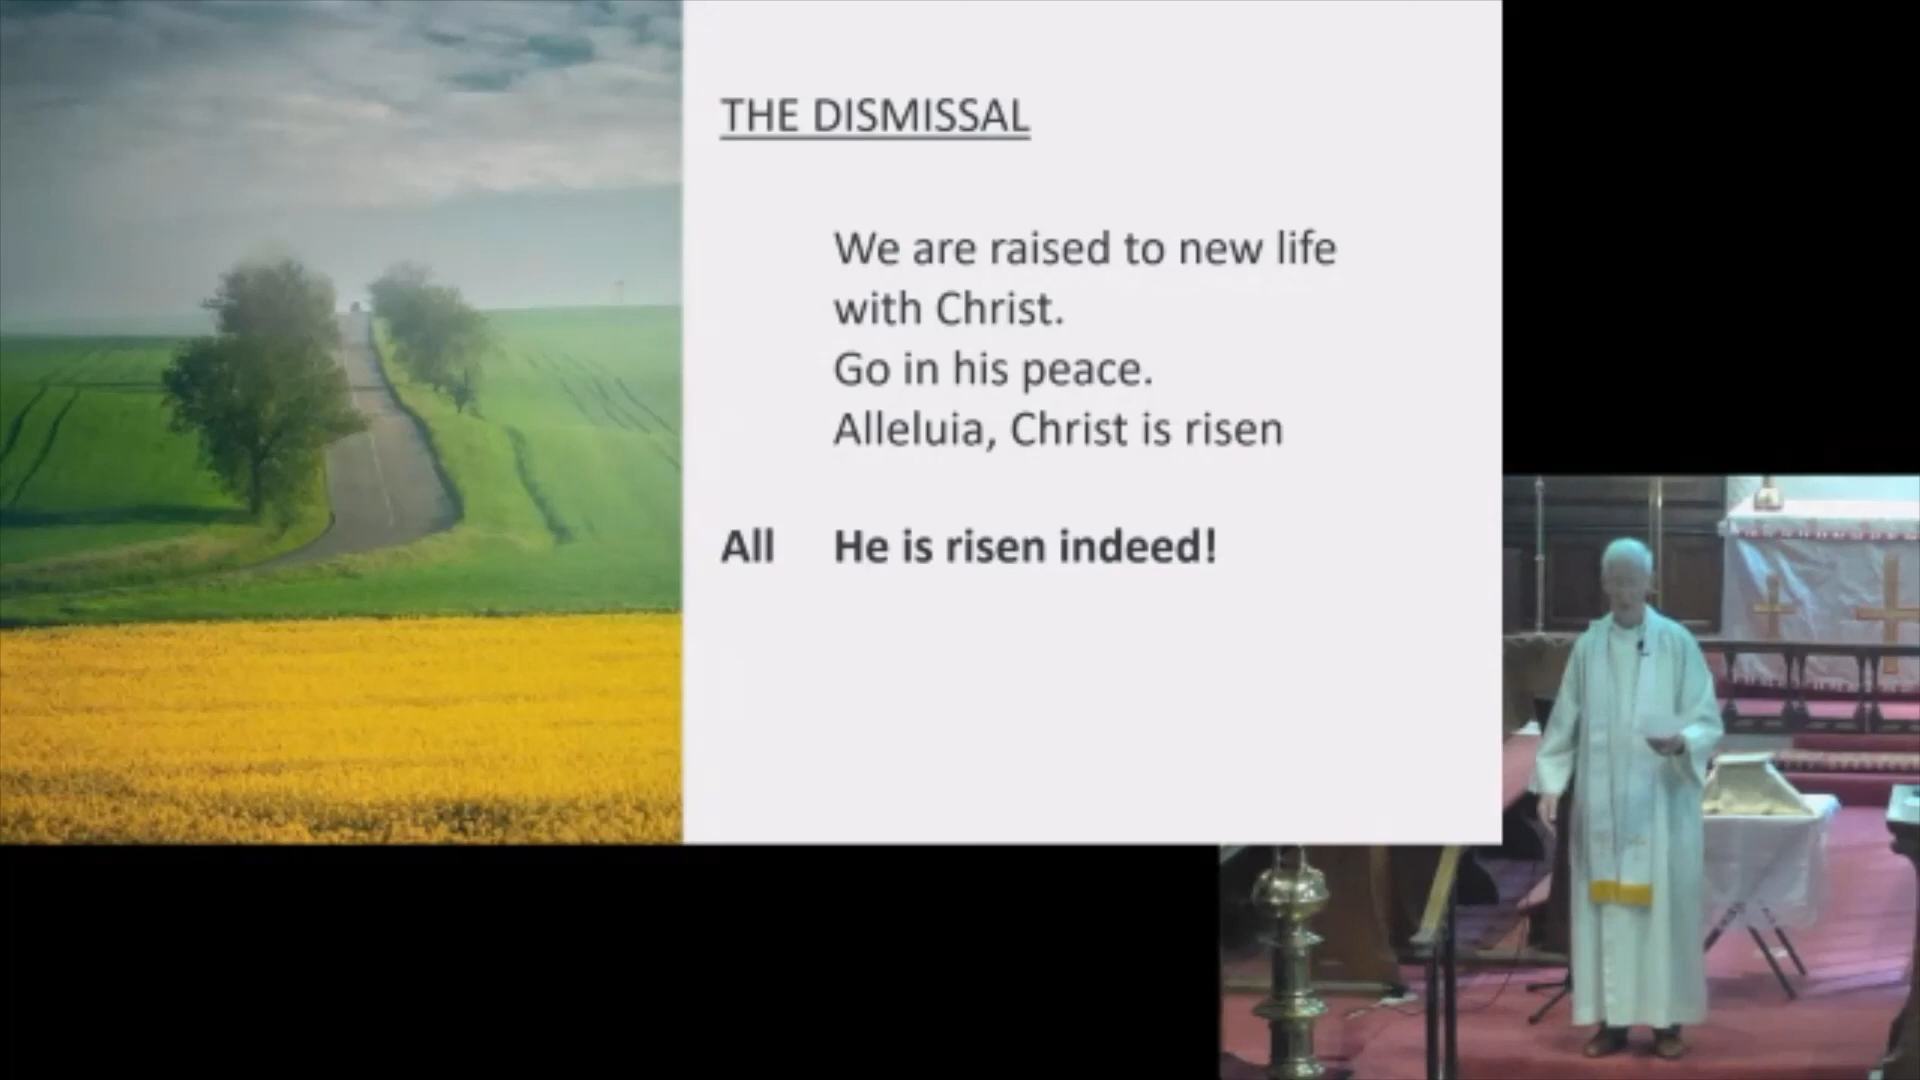 THE DISMISSAL
We are raised to new life
with Christ.
Go in his peace.
Alleluia, Christ is risen
All He is risen indeed!